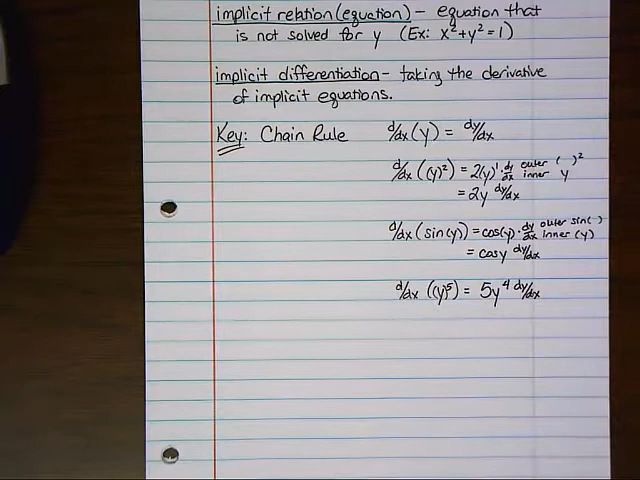 implicit relation (equation) - equation that
is not solved for y (Ex: x²+y²=1)
implicit differentiation - taking the derivative
of implicit equations.
Key: Chain Rule d/dx (y) = dy/dx
d/dx ((y)²) = 2(y)¹ · dy/dx outer ( )² inner y
= 2y dy/dx
d/dx (sin(y)) = cos(y) · dy/dx outer sin( ) inner (y)
= cosy dy/dx
d/dx ((y)⁵) = 5y⁴ dy/dx